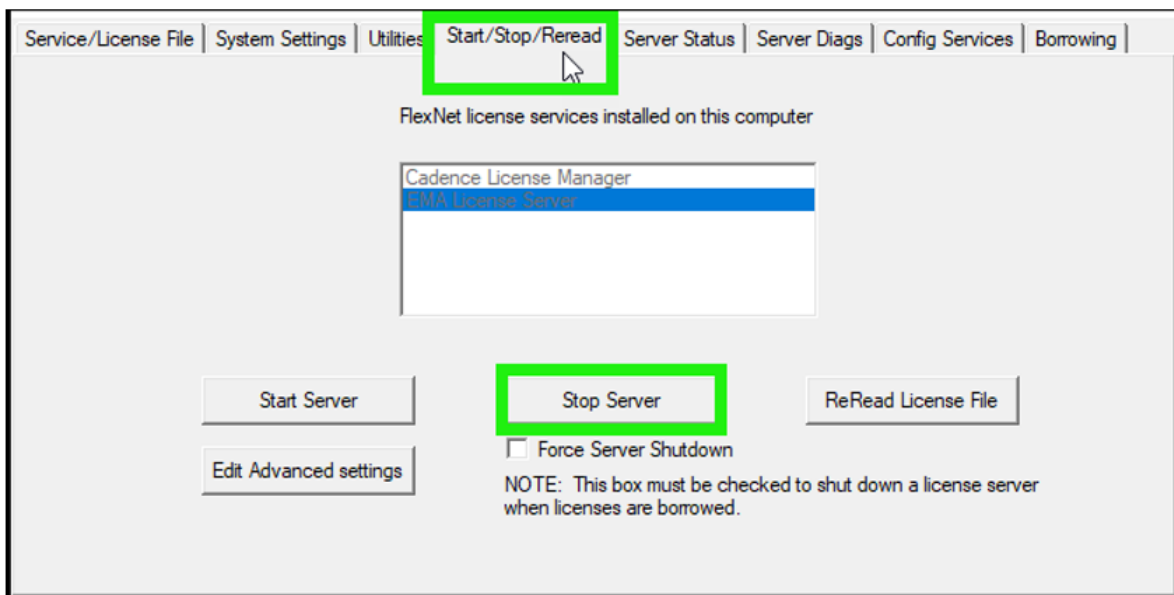 Service/License File System Settings Utilities Start/Stop/Reread Server Status Server Diags Config Services Borrowing
FlexNet license services installed on this computer
Cadence License Manager
EMA License Server
Start Server Stop Server ReRead License File
Force Server Shutdown
Edit Advanced settings
NOTE: This box must be checked to shut down a license server
when licenses are borrowed.